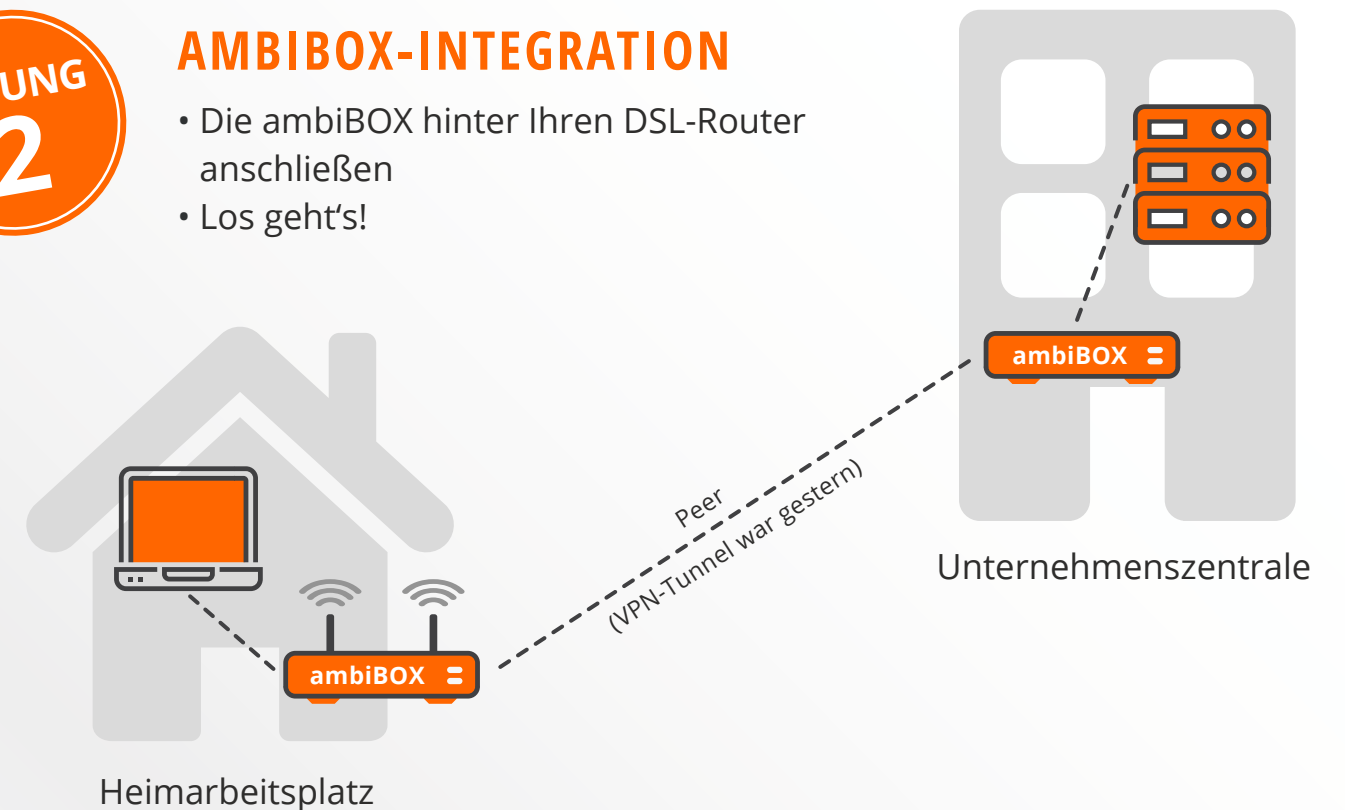 UNG
2
AMBIBOX-INTEGRATION
• Die ambiBOX hinter Ihren DSL-Router
anschließen
• Los geht‘s!
ambiBOX
Peer
(VPN-Tunnel war gestern)
Unternehmenszentrale
ambiBOX
Heimarbeitsplatz